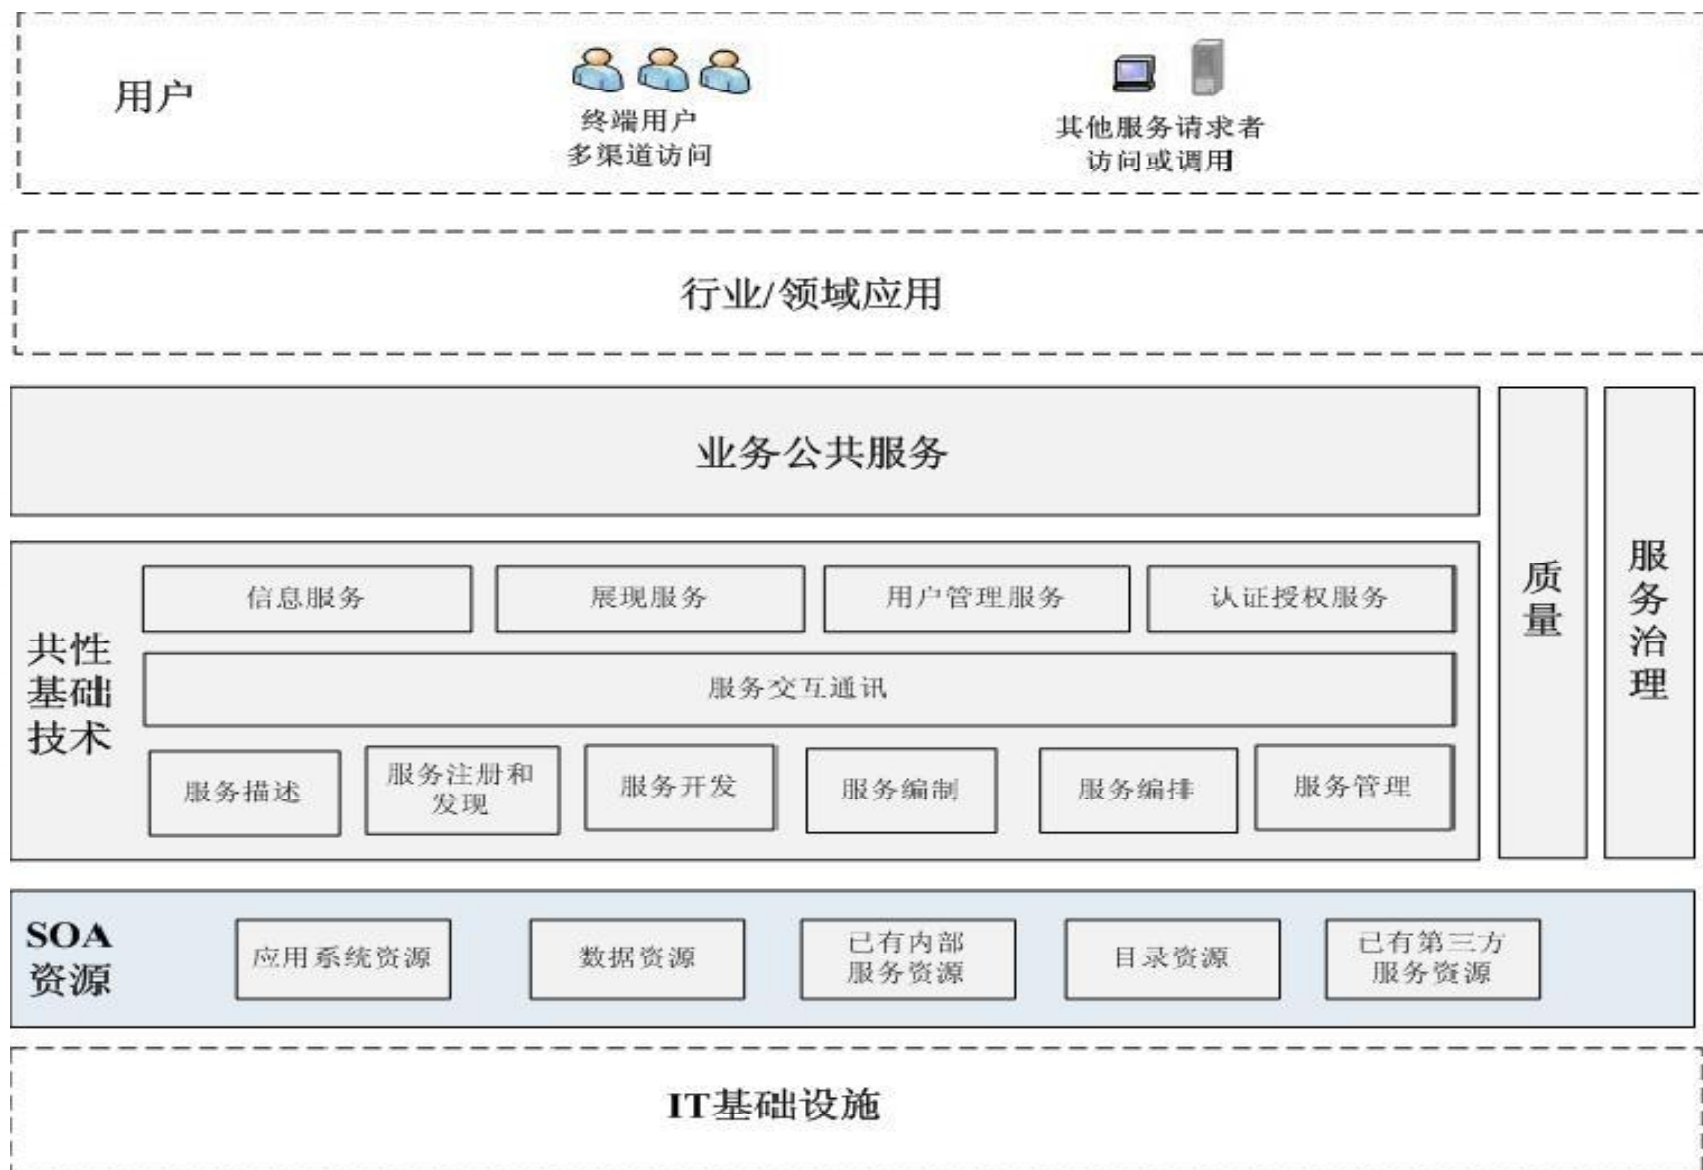 用户
终端用户
多渠道访问
其他服务请求者
访问或调用
行业/领域应用
业务公共服务
质
量
服
务
治
理
共性
基础
技术
信息服务
展现服务
用户管理服务
认证授权服务
服务交互通讯
服务描述
服务注册和
发现
服务开发
服务编制
服务编排
服务管理
SOA
资源
应用系统资源
数据资源
已有内部
服务资源
目录资源
已有第三方
服务资源
IT基础设施